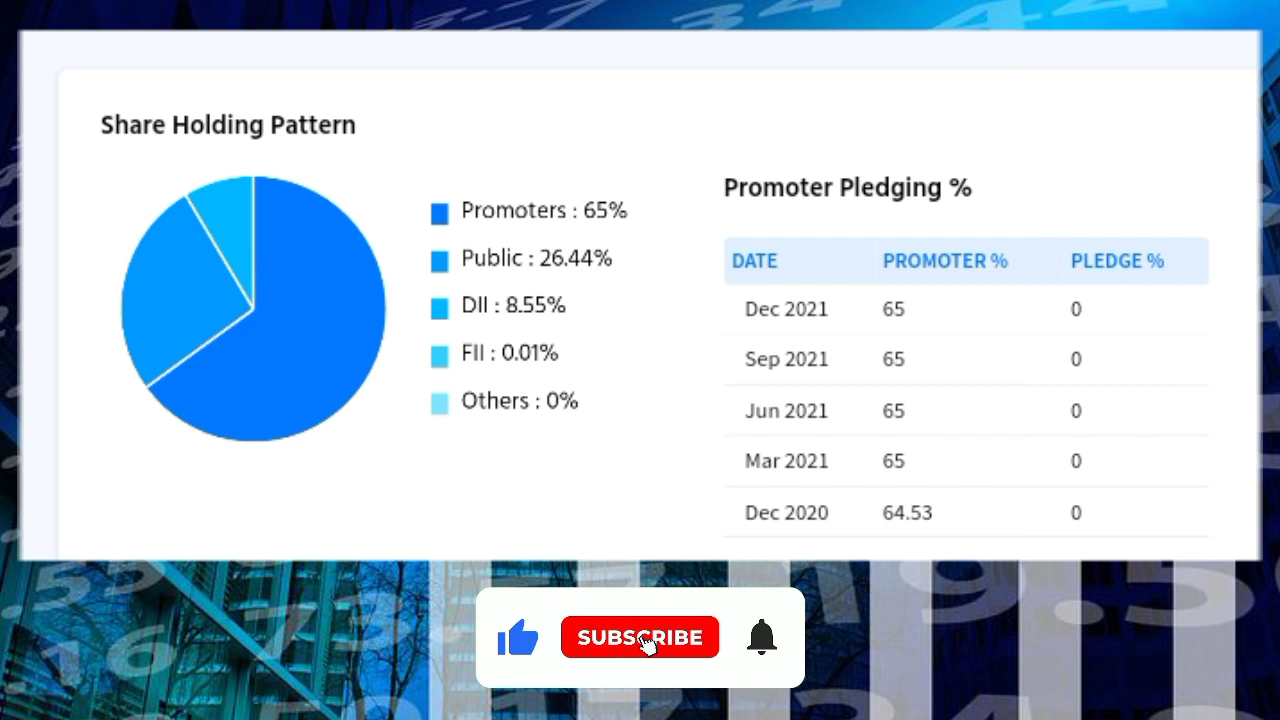 Share Holding Pattern
Promoters : 65%
Public : 26.44%
DII : 8.55%
FII : 0.01%
Others : 0%
Promoter Pledging %
DATE PROMOTER % PLEDGE %
Dec 2021 65 0
Sep 2021 65 0
Jun 2021 65 0
Mar 2021 65 0
Dec 2020 64.53 0
SUBSCRIBE